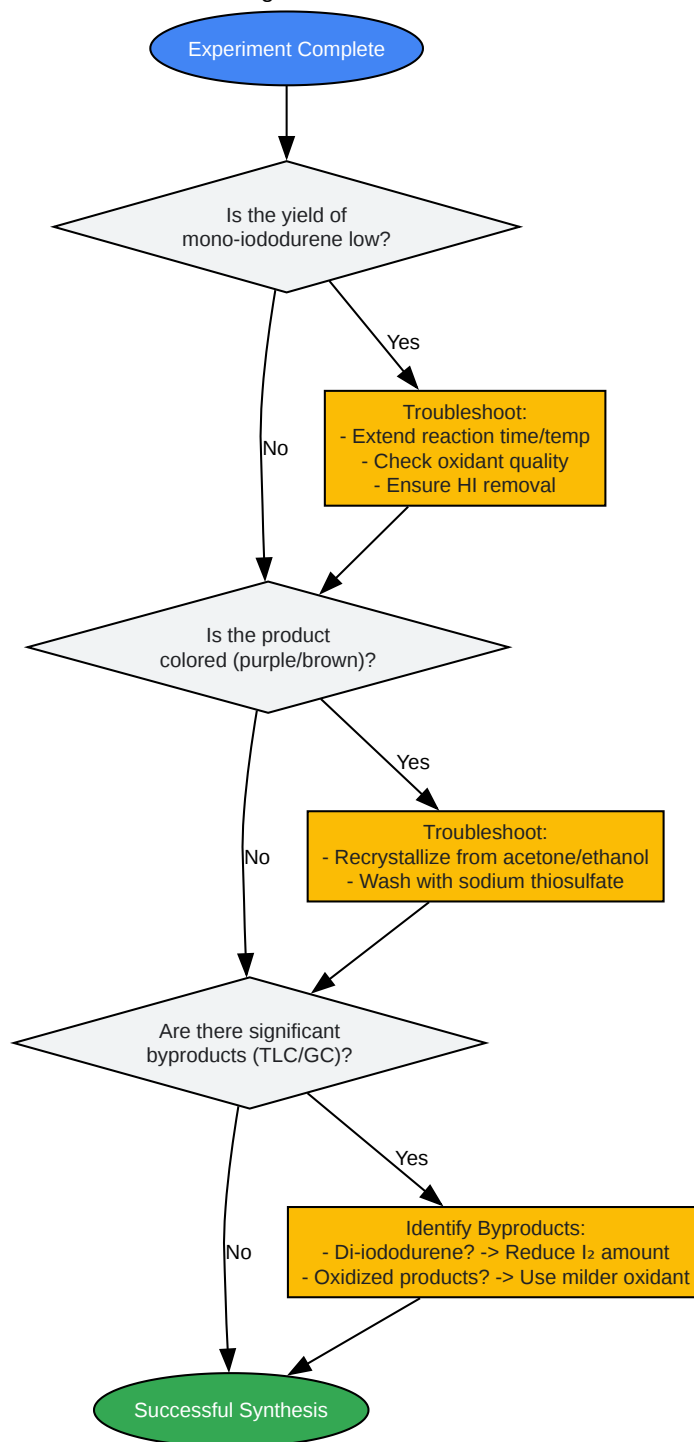 Experiment Complete
Is the yield of
mono-iododurene low?
Yes
Troubleshoot:
- Extend reaction time/temp
- Check oxidant quality
- Ensure HI removal
No
Is the product
colored (purple/brown)?
Yes
Troubleshoot:
- Recrystallize from acetone/ethanol
- Wash with sodium thiosulfate
No
Are there significant
byproducts (TLC/GC)?
Yes
Identify Byproducts:
- Di-iododurene? -> Reduce I₂ amount
- Oxidized products? -> Use milder oxidant
No
Successful Synthesis